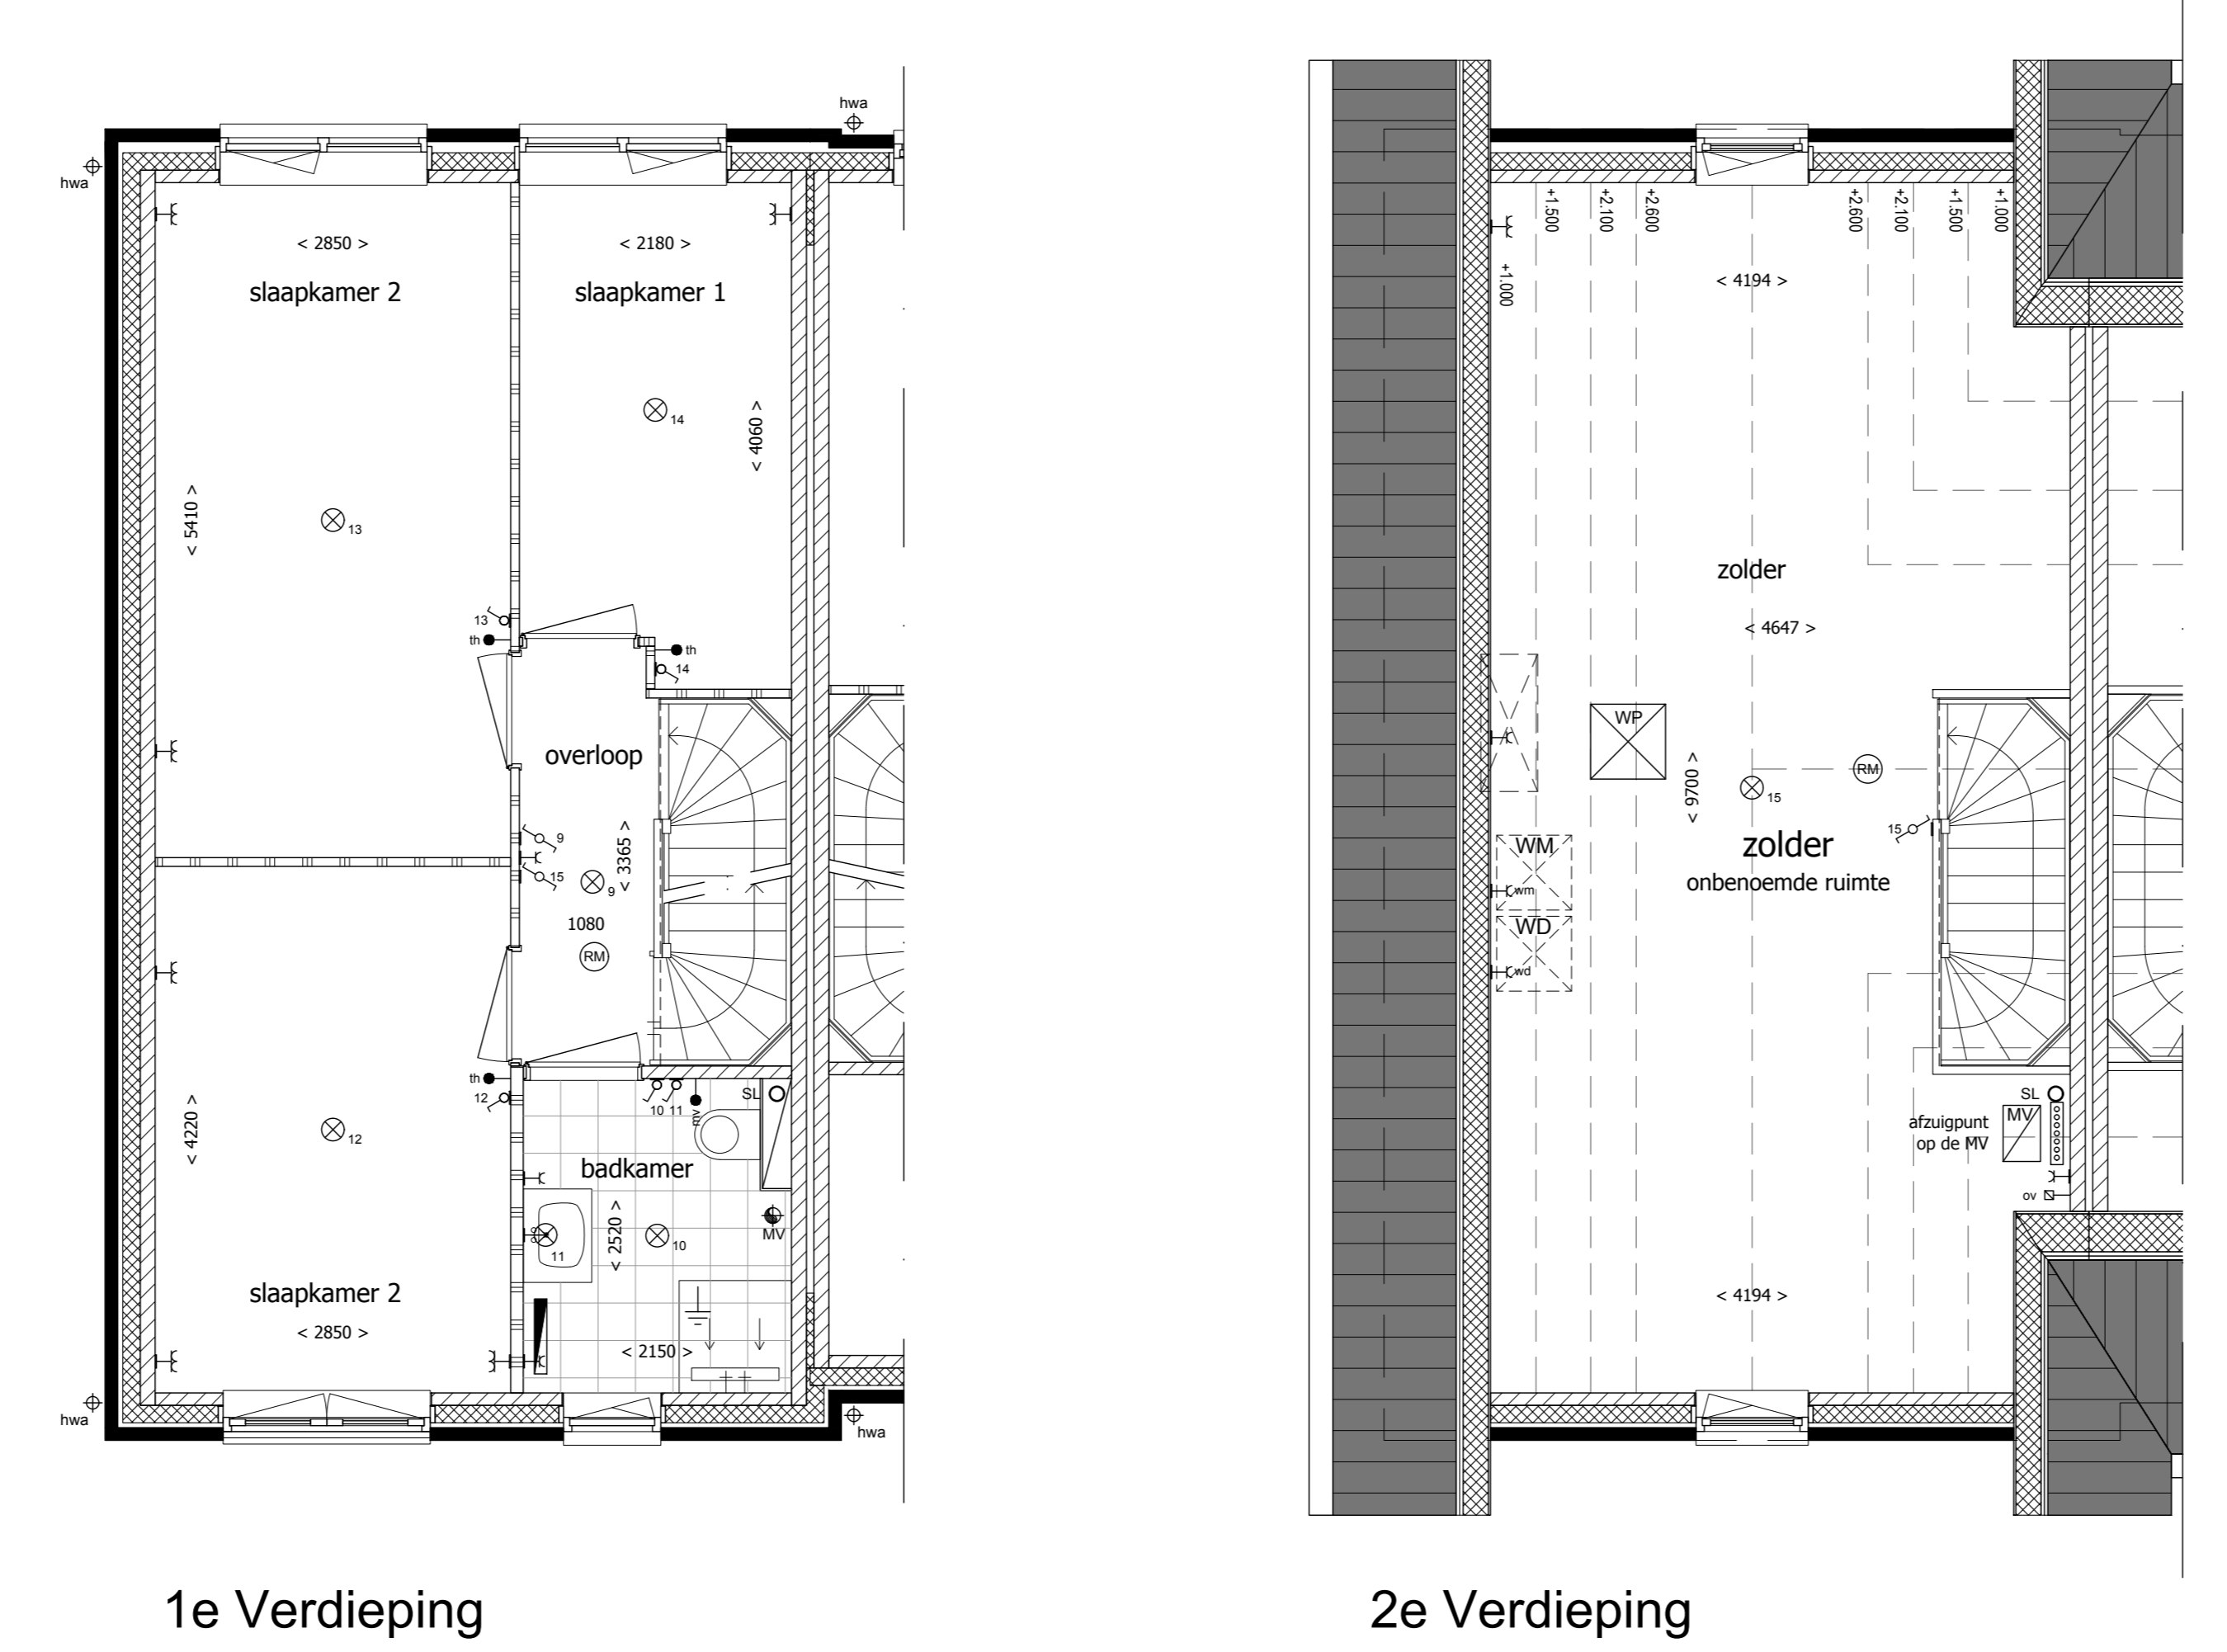 hwa
hwa
< 2850 >
slaapkamer 2
< 2180 >
slaapkamer 1
14
< 4060 >
< 5410 >
13
13
th
th
14
overloop
9
15
< 3365 >
9
1080
RM
th
12
10 11
mv
SL
< 4220 >
12
badkamer
< 2520 >
11
10
MV
slaapkamer 2
< 2850 >
< 2150 >
hwa
hwa
1e Verdieping
+1.500
+2.100
+2.600
+2.600
+2.100
+1.500
+1.000
+1.000
< 4194 >
zolder
< 4647 >
WP
< 9700 >
RM
15
15
WM
wm
zolder
onbenoemde ruimte
WD
wd
SL
afzuigpunt
op de MV
MV
ov
< 4194 >
2e Verdieping